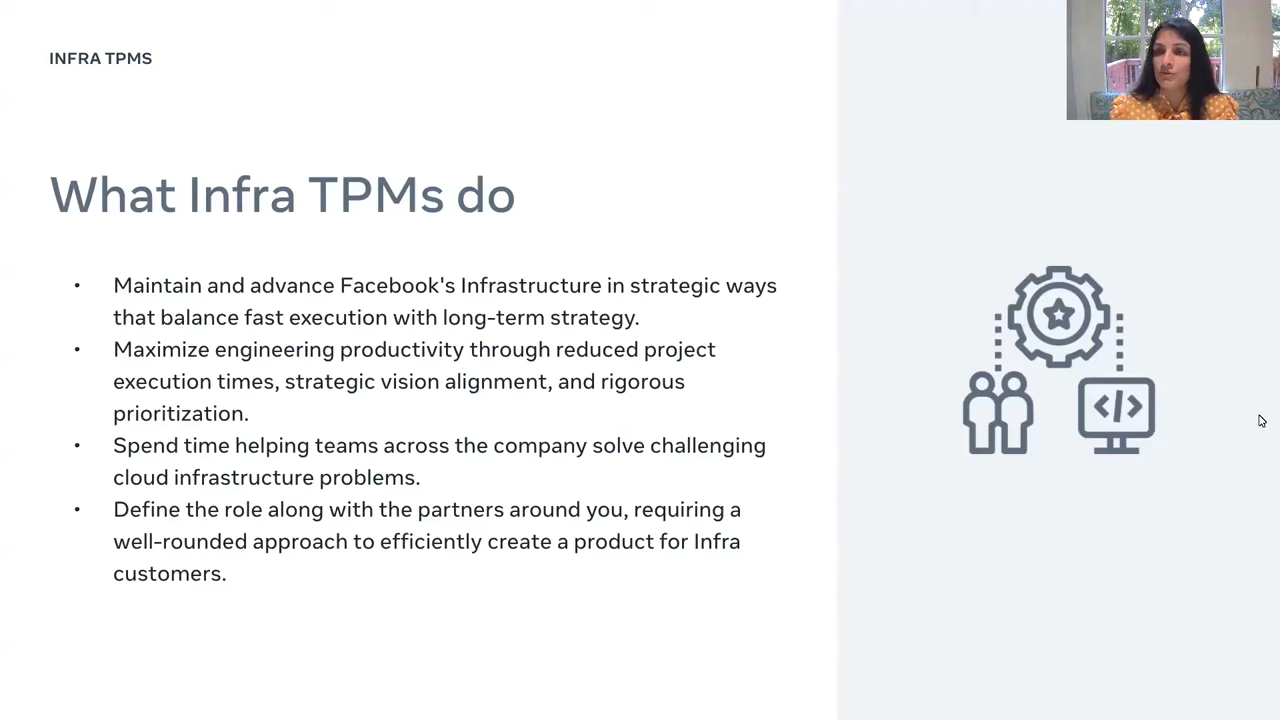 INFRA TPMS
What Infra TPMs do
• Maintain and advance Facebook's Infrastructure in strategic ways
that balance fast execution with long-term strategy.
• Maximize engineering productivity through reduced project
execution times, strategic vision alignment, and rigorous
prioritization.
• Spend time helping teams across the company solve challenging
cloud infrastructure problems.
• Define the role along with the partners around you, requiring a
well-rounded approach to efficiently create a product for Infra
customers.